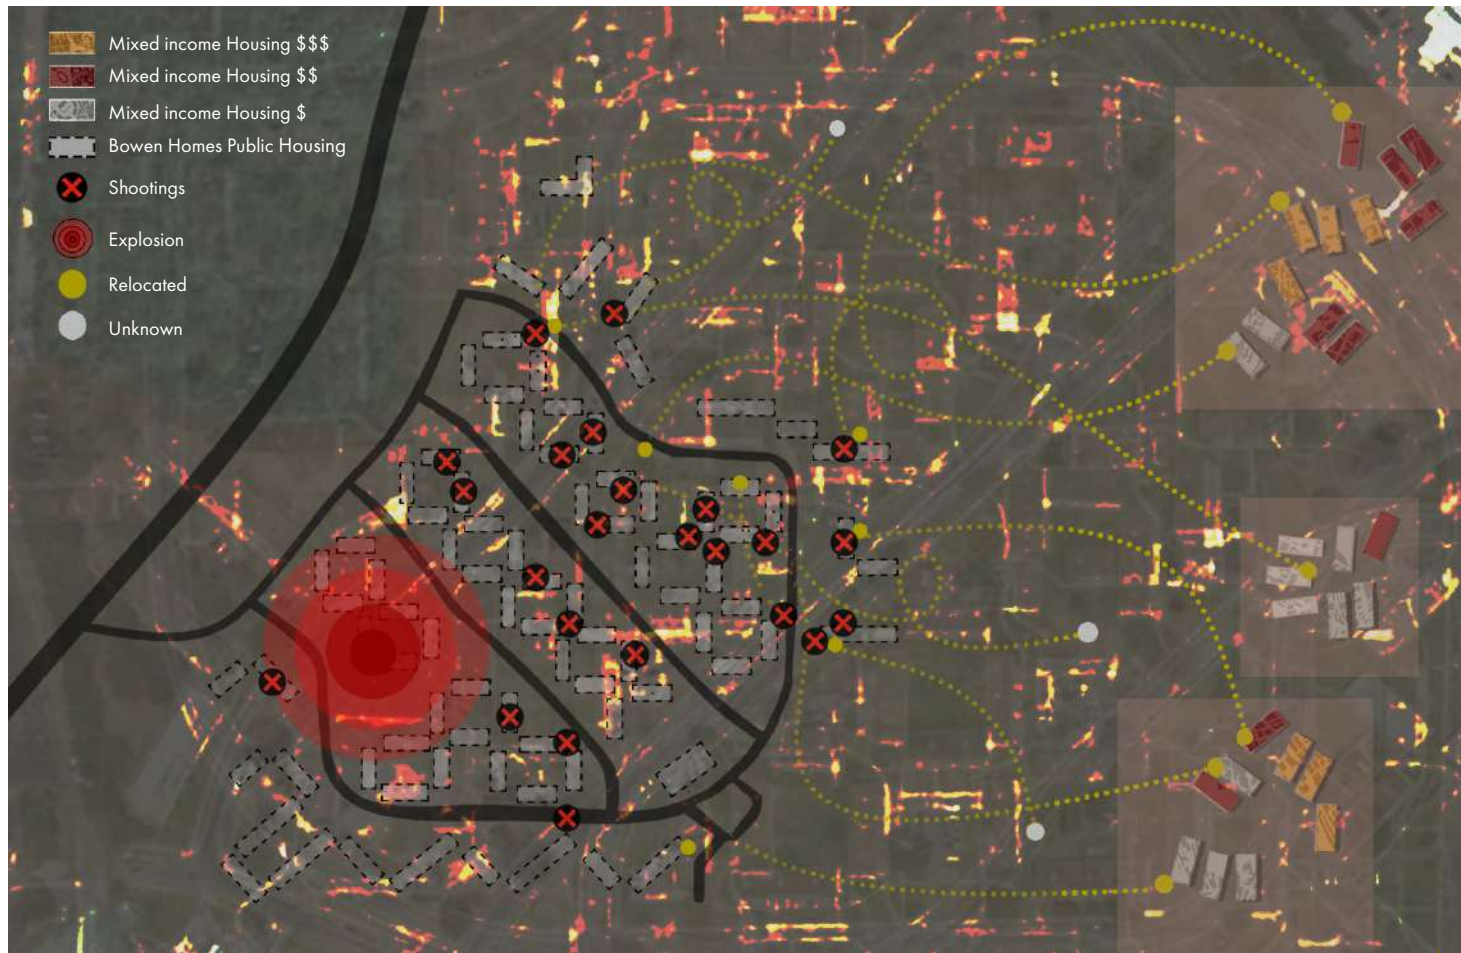 Mixed income Housing $$$
Mixed income Housing $$
Mixed income Housing $
Bowen Homes Public Housing
Shootings
Explosion
Relocated
Unknown